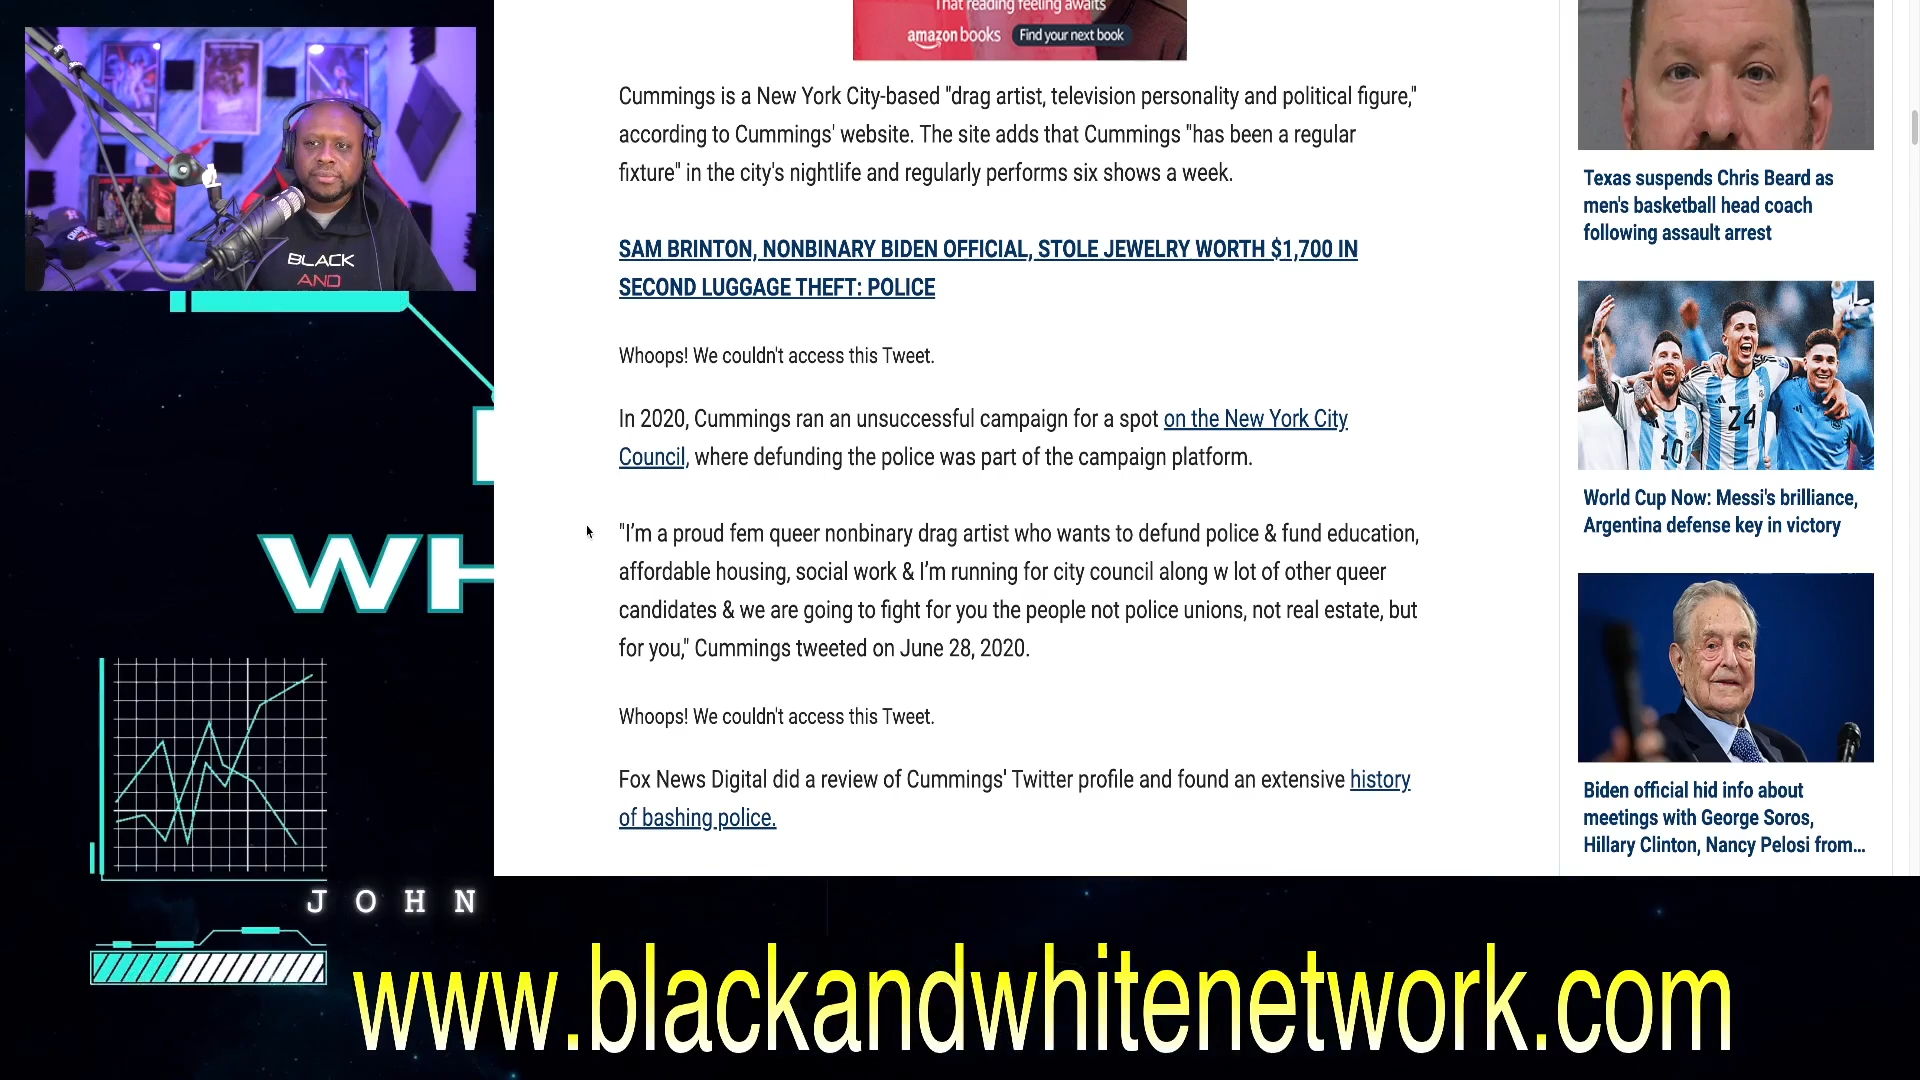 That reading feeling awaits
amazon books Find your next book
Cummings is a New York City-based "drag artist, television personality and political figure,"
according to Cummings' website. The site adds that Cummings "has been a regular
fixture" in the city's nightlife and regularly performs six shows a week.
SAM BRINTON, NONBINARY BIDEN OFFICIAL, STOLE JEWELRY WORTH $1,700 IN
SECOND LUGGAGE THEFT: POLICE
Whoops! We couldn't access this Tweet.
In 2020, Cummings ran an unsuccessful campaign for a spot on the New York City
Council, where defunding the police was part of the campaign platform.
"I’m a proud fem queer nonbinary drag artist who wants to defund police & fund education,
affordable housing, social work & I’m running for city council along w lot of other queer
candidates & we are going to fight for you the people not police unions, not real estate, but
for you," Cummings tweeted on June 28, 2020.
Whoops! We couldn't access this Tweet.
Fox News Digital did a review of Cummings' Twitter profile and found an extensive history
of bashing police.
Texas suspends Chris Beard as
men's basketball head coach
following assault arrest
10
24
World Cup Now: Messi's brilliance,
Argentina defense key in victory
Biden official hid info about
meetings with George Soros,
Hillary Clinton, Nancy Pelosi from...
BLACK
AND
WH
JOHN
www.blackandwhitenetwork.com